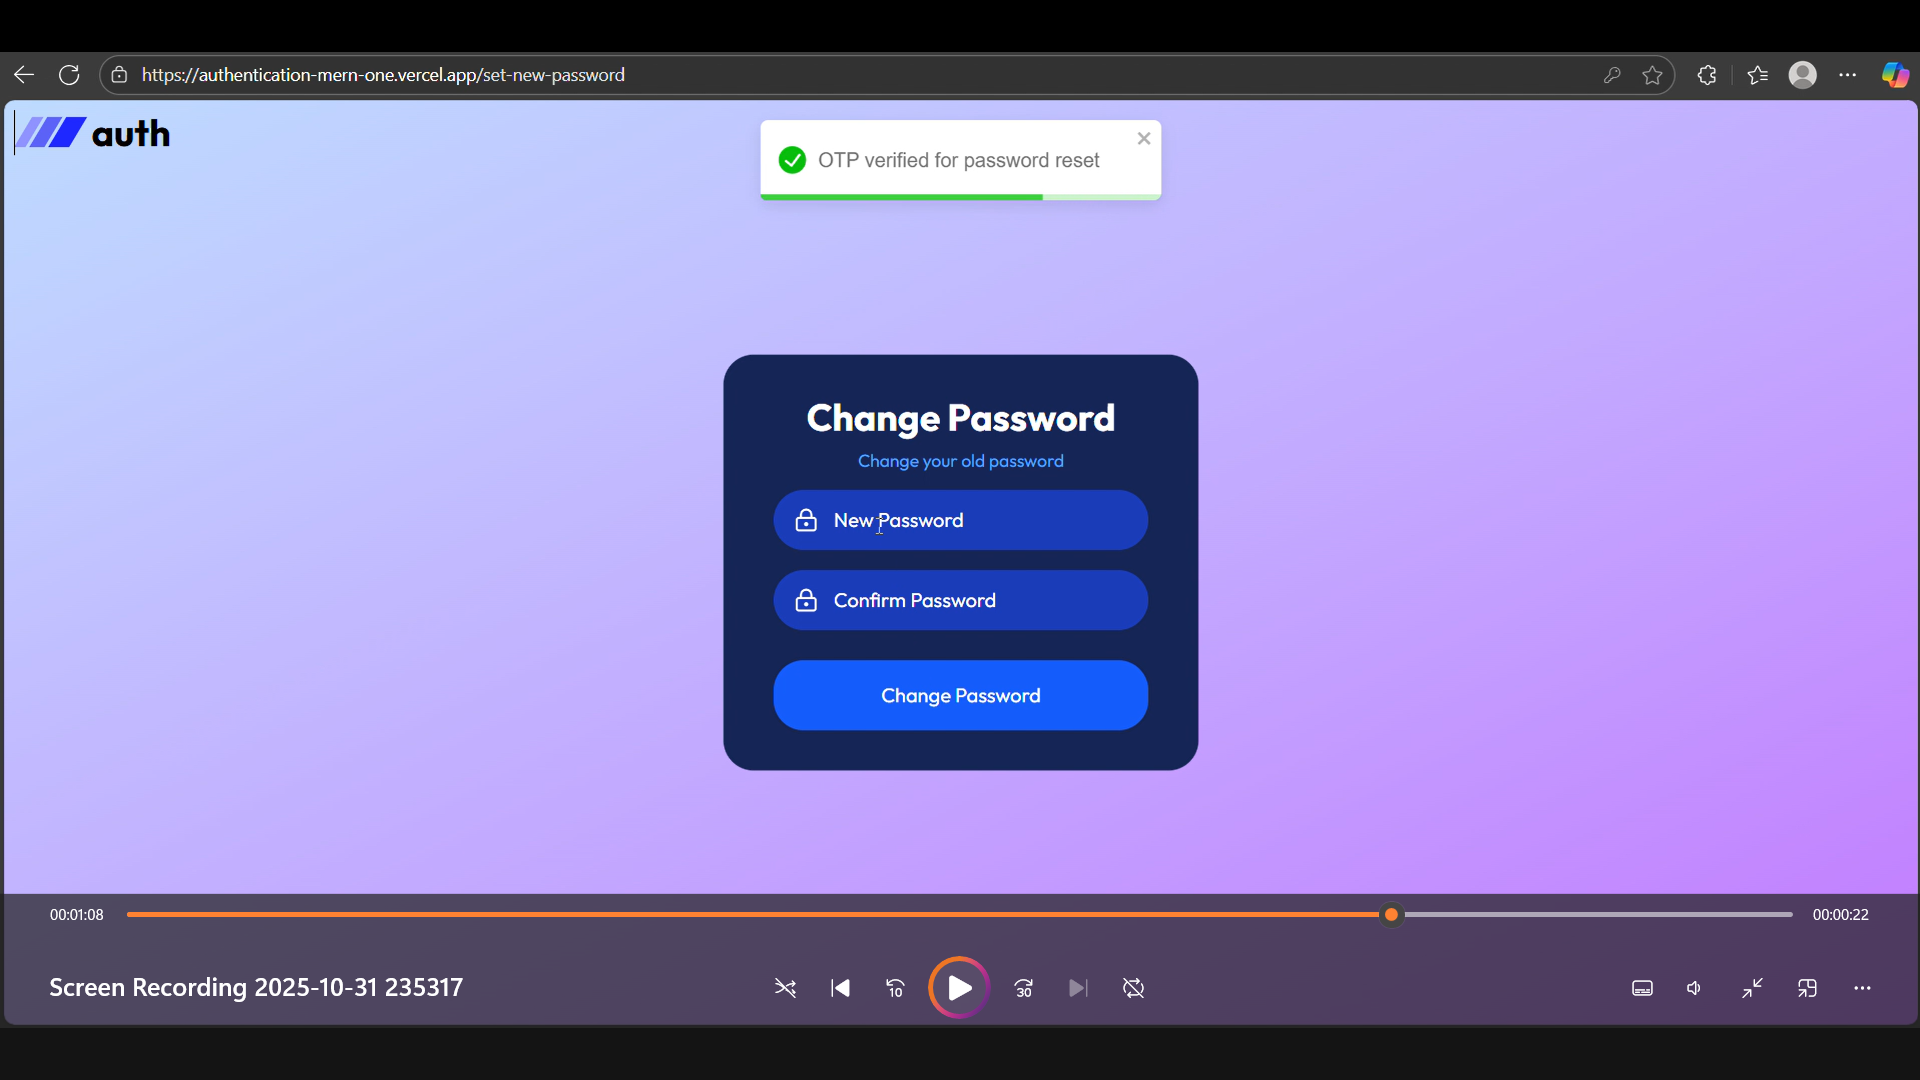 https://authentication-mern-one.vercel.app/set-new-password
auth
OTP verified for password reset
Change Password
Change your old password
New Password
Confirm Password
Change Password
00:01:08
00:00:22
Screen Recording 2025-10-31 235317
10
30